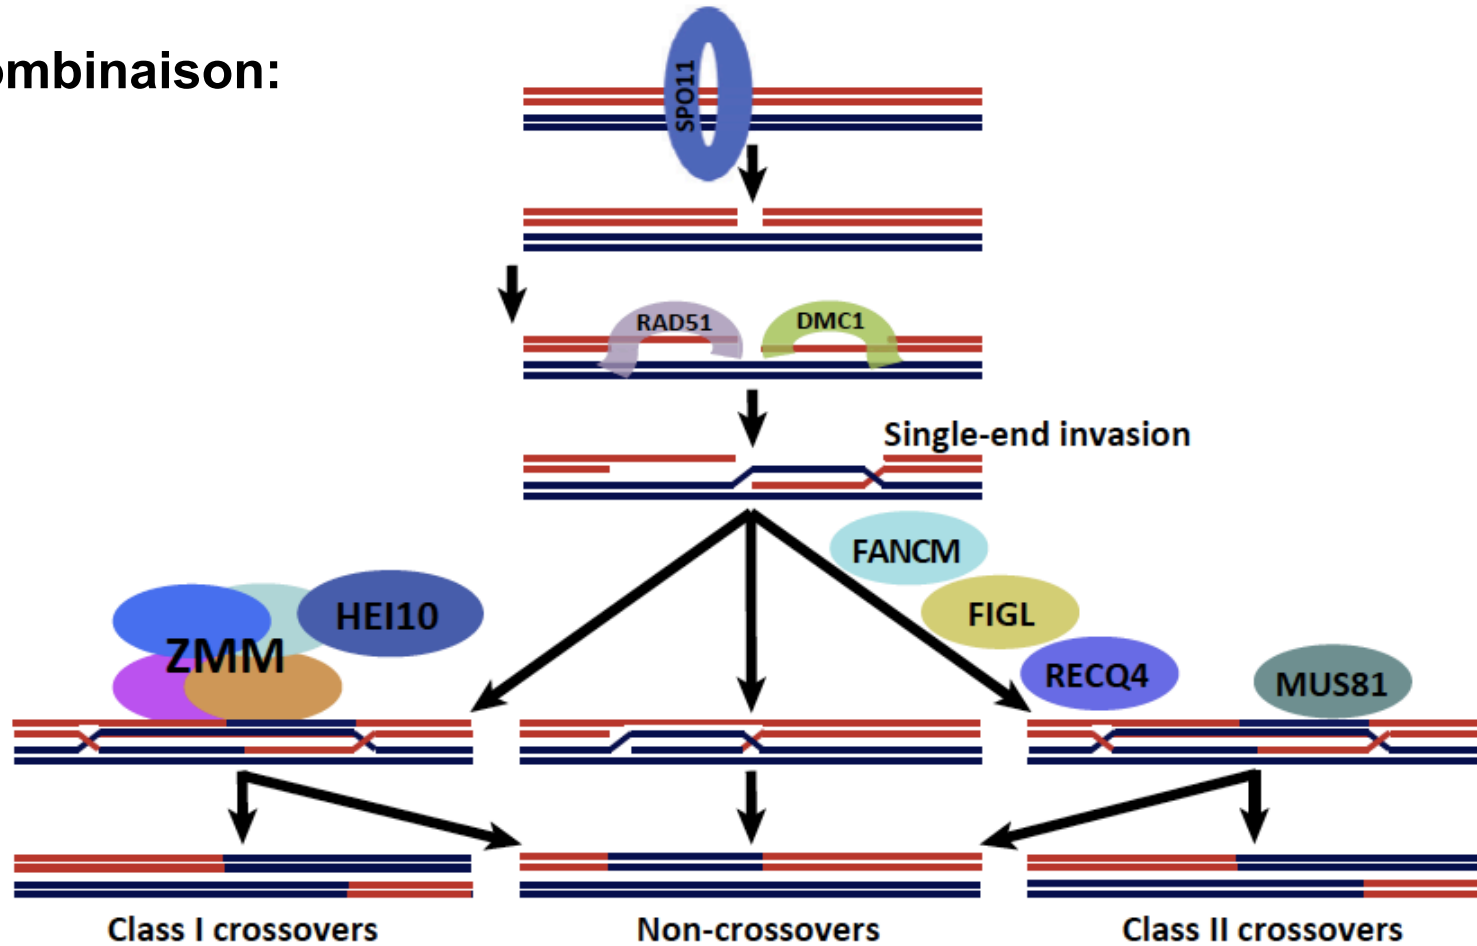 ombinaison:
SPO11
RAD51
DMC1
Single-end invasion
FANCM
HEI10
FIGL
ZMM
RECQ4
MUS81
Class I crossovers
Non-crossovers
Class II crossovers